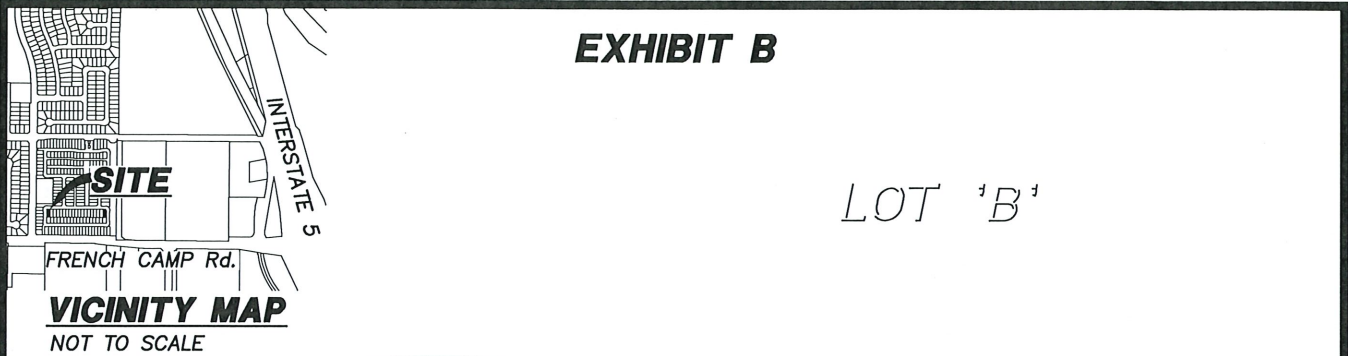 EXHIBIT B
INTERSTATE 5
SITE
LOT 'B'
FRENCH CAMP Rd.
VICINITY MAP
NOT TO SCALE